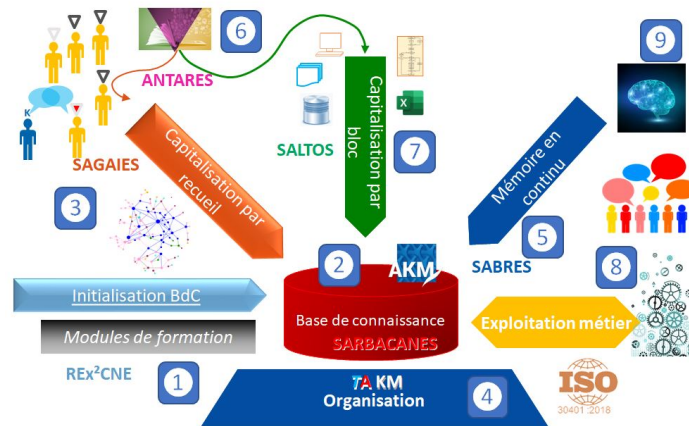 6
9
ANTARES
K
SAGAIES
Capitalisation par
recueil
SALTOS
Capitalisation par
bloc
7
Mémoire en
continu
3
5
SABRES
8
2
AKM
Initialisation BdC
Base de connaissance
SARBACANES
Exploitation métier
Modules de formation
REx²CNE
1
TA KM
Organisation
4
ISO
30401 :2018